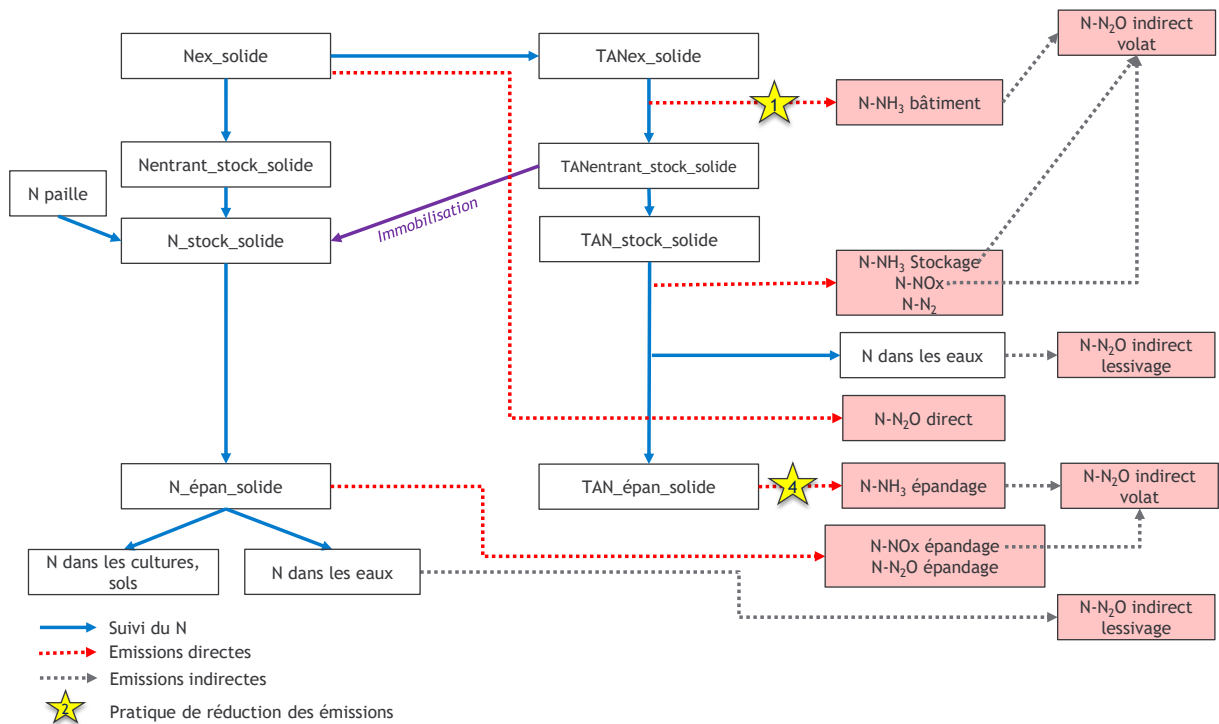 N-N₂O indirect
volat
Nex_solide
TANex_solide
1
N-NH₃ bâtiment
Nentrant_stock_solide
TANentrant_stock_solide
N paille
Immobilisation
N_stock_solide
TAN_stock_solide
N-NH₃ Stockage
N-NOx
N-N₂
N dans les eaux
N-N₂O indirect
lessivage
N-N₂O direct
N_épan_solide
TAN_épan_solide
4
N-NH₃ épandage
N-N₂O indirect
volat
N-NOx épandage
N-N₂O épandage
N dans les cultures,
sols
N dans les eaux
N-N₂O indirect
lessivage
Suivi du N
Emissions directes
Emissions indirectes
2
Pratique de réduction des émissions